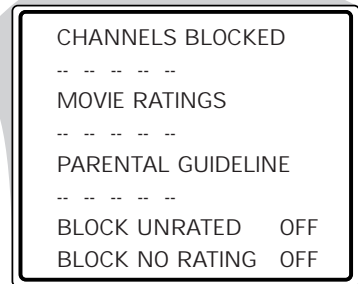 CHANNELS BLOCKED
-- -- -- -- --
MOVIE RATINGS
-- -- -- -- --
PARENTAL GUIDELINE
-- -- -- -- --
BLOCK UNRATED OFF
BLOCK NO RATING OFF